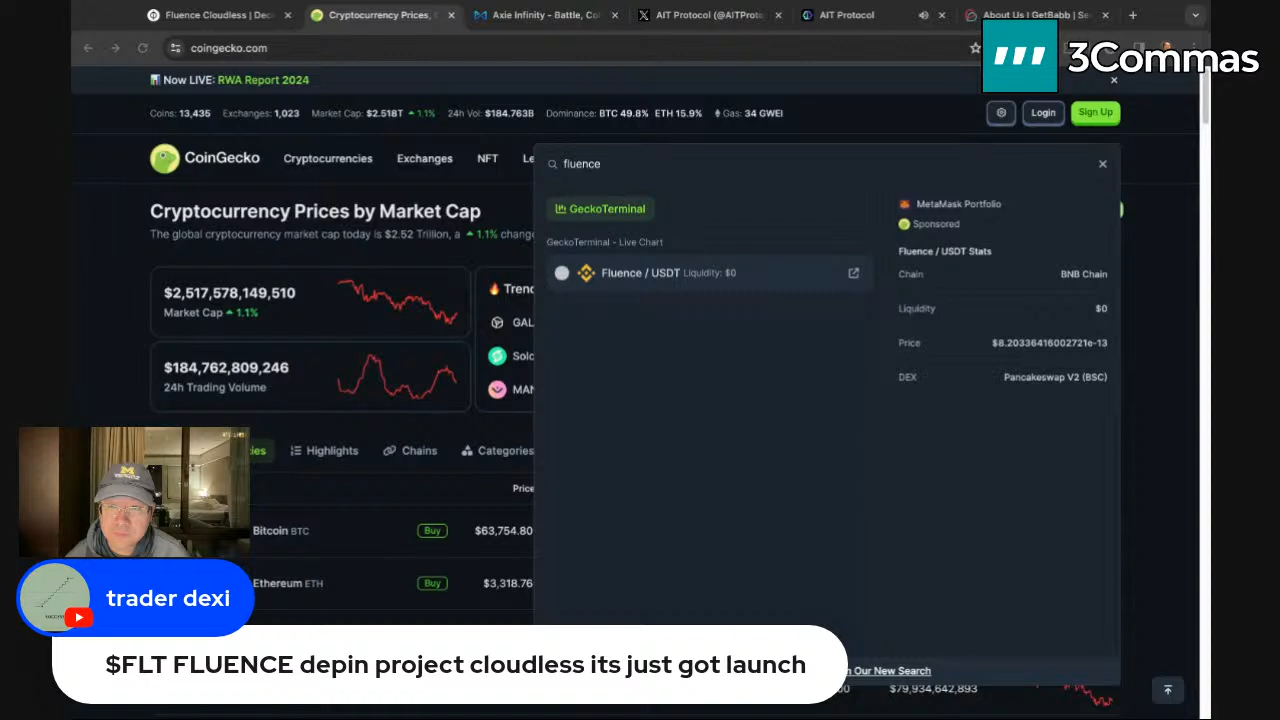 Fluence Cloudless | Dec
Cryptocurrency Prices, C
Axie Infinity - Battle, Col
AIT Protocol (@AITProto
AIT Protocol
About Us | GetBabb | Se
coingecko.com
3Commas
Now LIVE: RWA Report 2024
Coins: 13,435 Exchanges: 1,023 Market Cap: $2.518T 1.1% 24h Vol: $184.763B Dominance: BTC 49.8% ETH 15.9% Gas: 34 GWEI
Login
Sign Up
CoinGecko
Cryptocurrencies
Exchanges
NFT
Le
fluence
Cryptocurrency Prices by Market Cap
The global cryptocurrency market cap today is $2.52 Trillion, a 1.1% change
GeckoTerminal
GeckoTerminal - Live Chart
Fluence / USDT Liquidity: $0
MetaMask Portfolio
Sponsored
Fluence / USDT Stats
Chain BNB Chain
Liquidity $0
Price $8.20336416002721e-13
DEX Pancakeswap V2 (BSC)
$2,517,578,149,510
Market Cap 1.1%
$184,762,809,246
24h Trading Volume
Trenc
GAL
Solc
MAN
ies
Highlights
Chains
Categories
Price
Bitcoin BTC Buy $63,754.80
Ethereum ETH Buy $3,318.76
n Our New Search
$79,934,642,893
trader dexi
$FLT FLUENCE depin project cloudless its just got launch